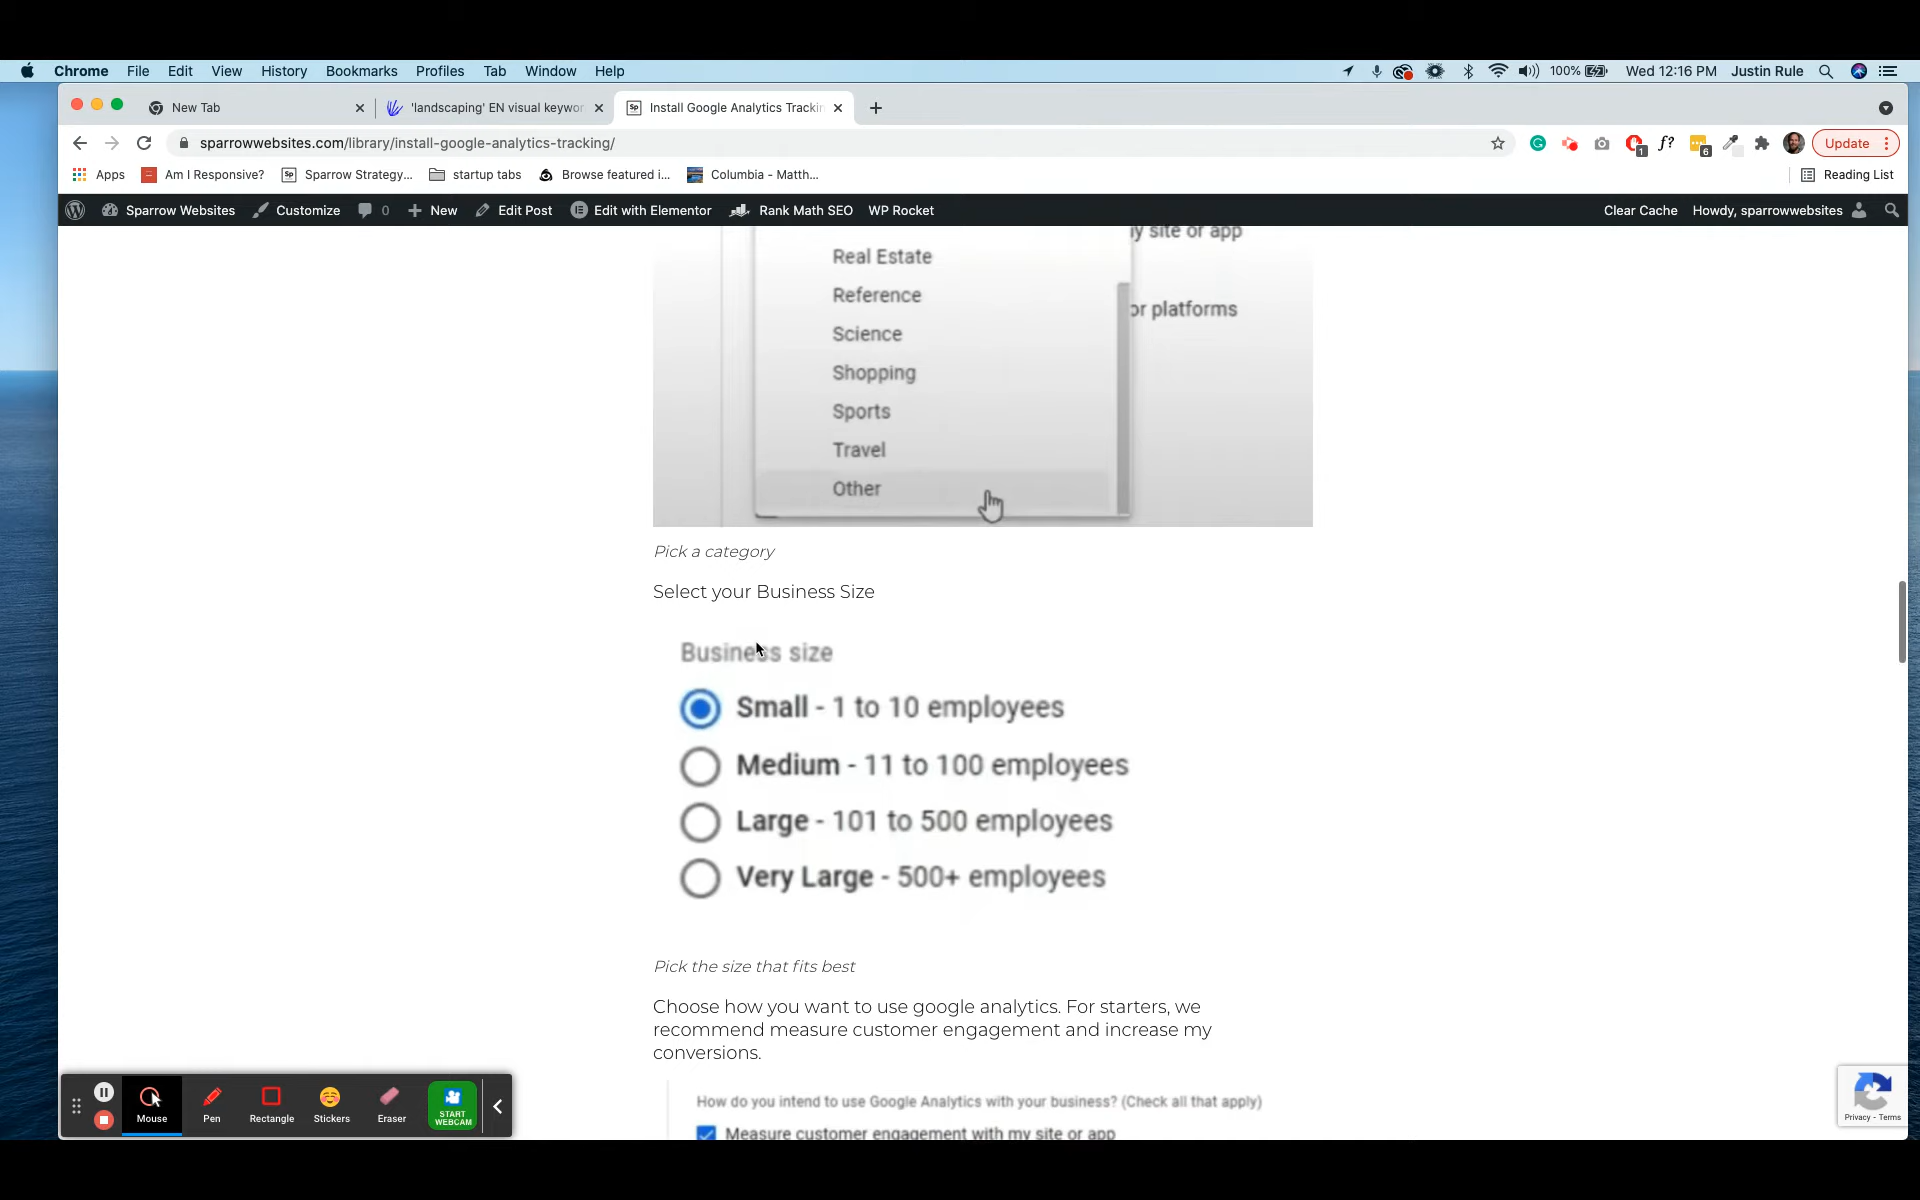 Chrome File Edit View History Bookmarks Profiles Tab Window Help 100% Wed 12:16 PM Justin Rule
New Tab 'landscaping' EN visual keywor Install Google Analytics Trackin
sparrowwebsites.com/library/install-google-analytics-tracking/ 1 f? 6 Update
Apps Am I Responsive? Sp Sparrow Strategy... startup tabs Browse featured i... Columbia - Matth... Reading List
Sparrow Websites Customize 0 New Edit Post Edit with Elementor Rank Math SEO WP Rocket Clear Cache Howdy, sparrowwebsites
y site or app
Real Estate
Reference
or platforms
Science
Shopping
Sports
Travel
Other
Pick a category
Select your Business Size
Business size
Small - 1 to 10 employees
Medium - 11 to 100 employees
Large - 101 to 500 employees
Very Large - 500+ employees
Pick the size that fits best
Choose how you want to use google analytics. For starters, we
recommend measure customer engagement and increase my
conversions.
How do you intend to use Google Analytics with your business? (Check all that apply)
Measure customer engagement with my site or app
Mouse Pen Rectangle Stickers Eraser START WEBCAM
Privacy - Terms